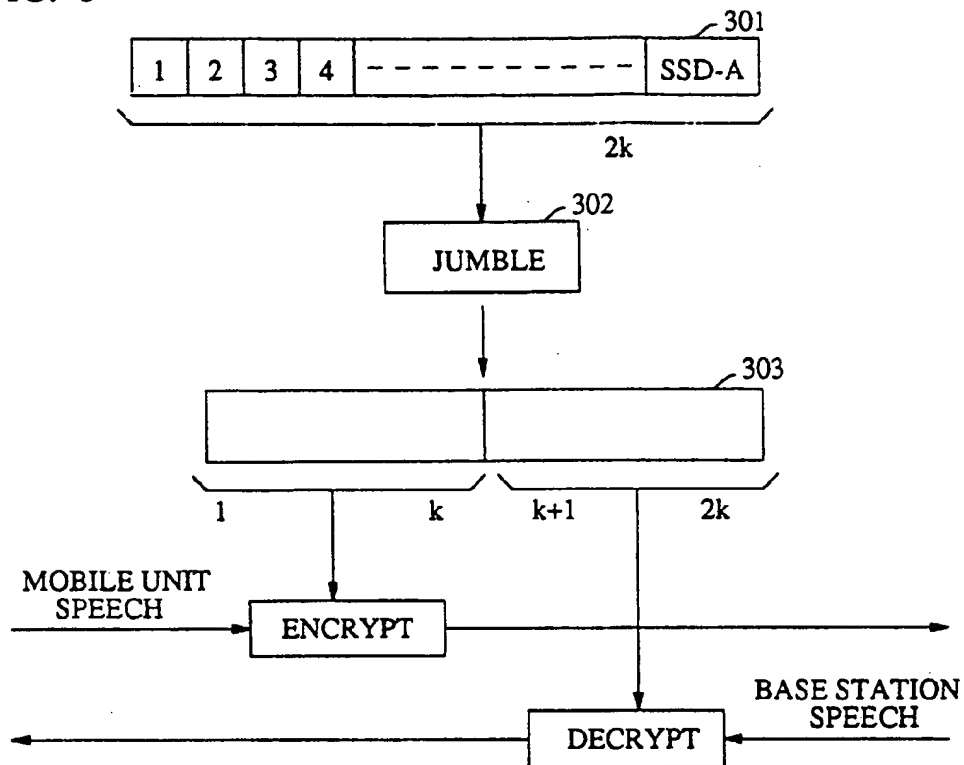 301
1 2 3 4 SSD-A
2k
302
JUMBLE
303
1 k k+1 2k
MOBILE UNIT
SPEECH
ENCRYPT
BASE STATION
SPEECH
DECRYPT